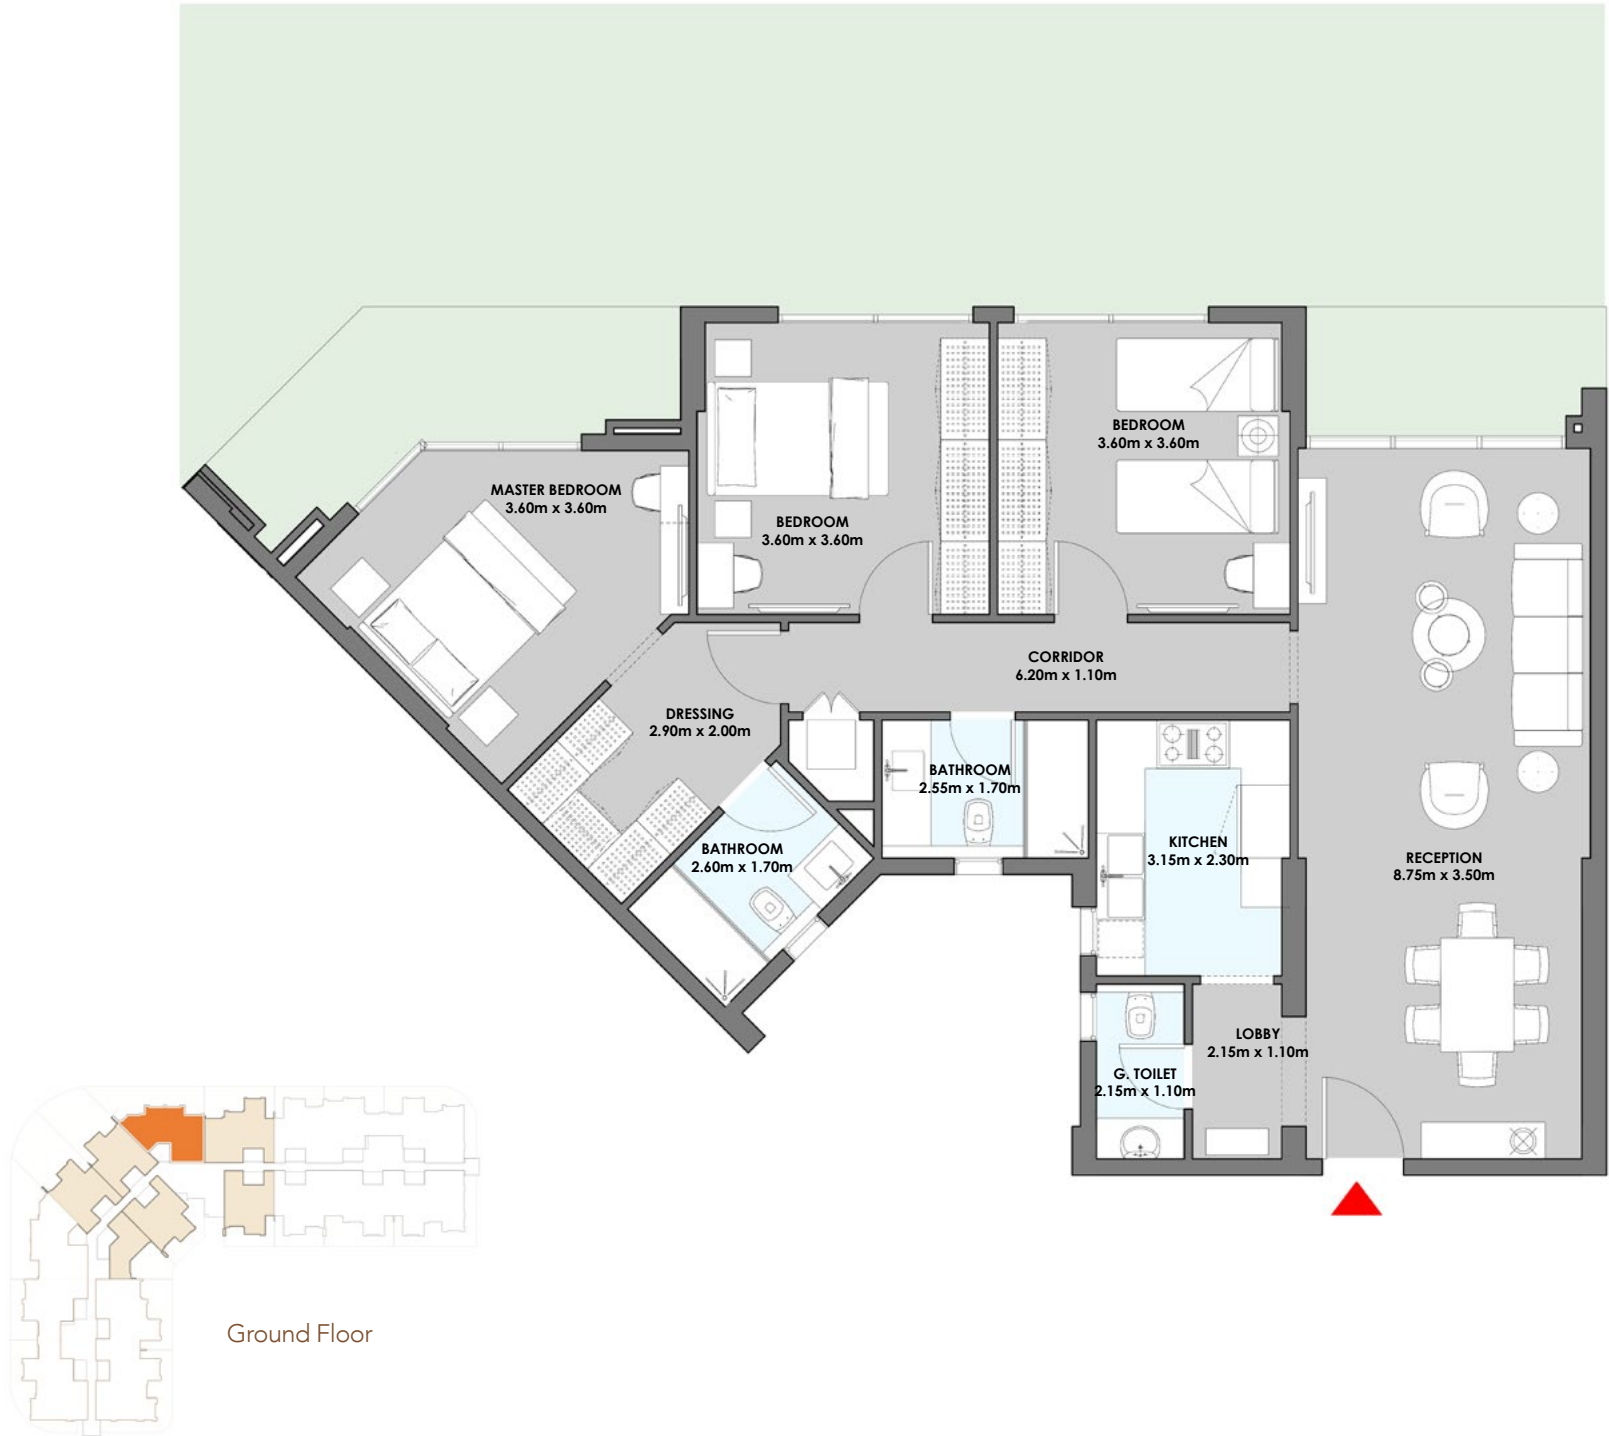 BEDROOM
3.60m x 3.60m
MASTER BEDROOM
3.60m x 3.60m
BEDROOM
3.60m x 3.60m
CORRIDOR
6.20m x 1.10m
DRESSING
2.90m x 2.00m
BATHROOM
2.55m x 1.70m
BATHROOM
2.60m x 1.70m
KITCHEN
3.15m x 2.30m
RECEPTION
8.75m x 3.50m
LOBBY
2.15m x 1.10m
G. TOILET
2.15m x 1.10m
Ground Floor